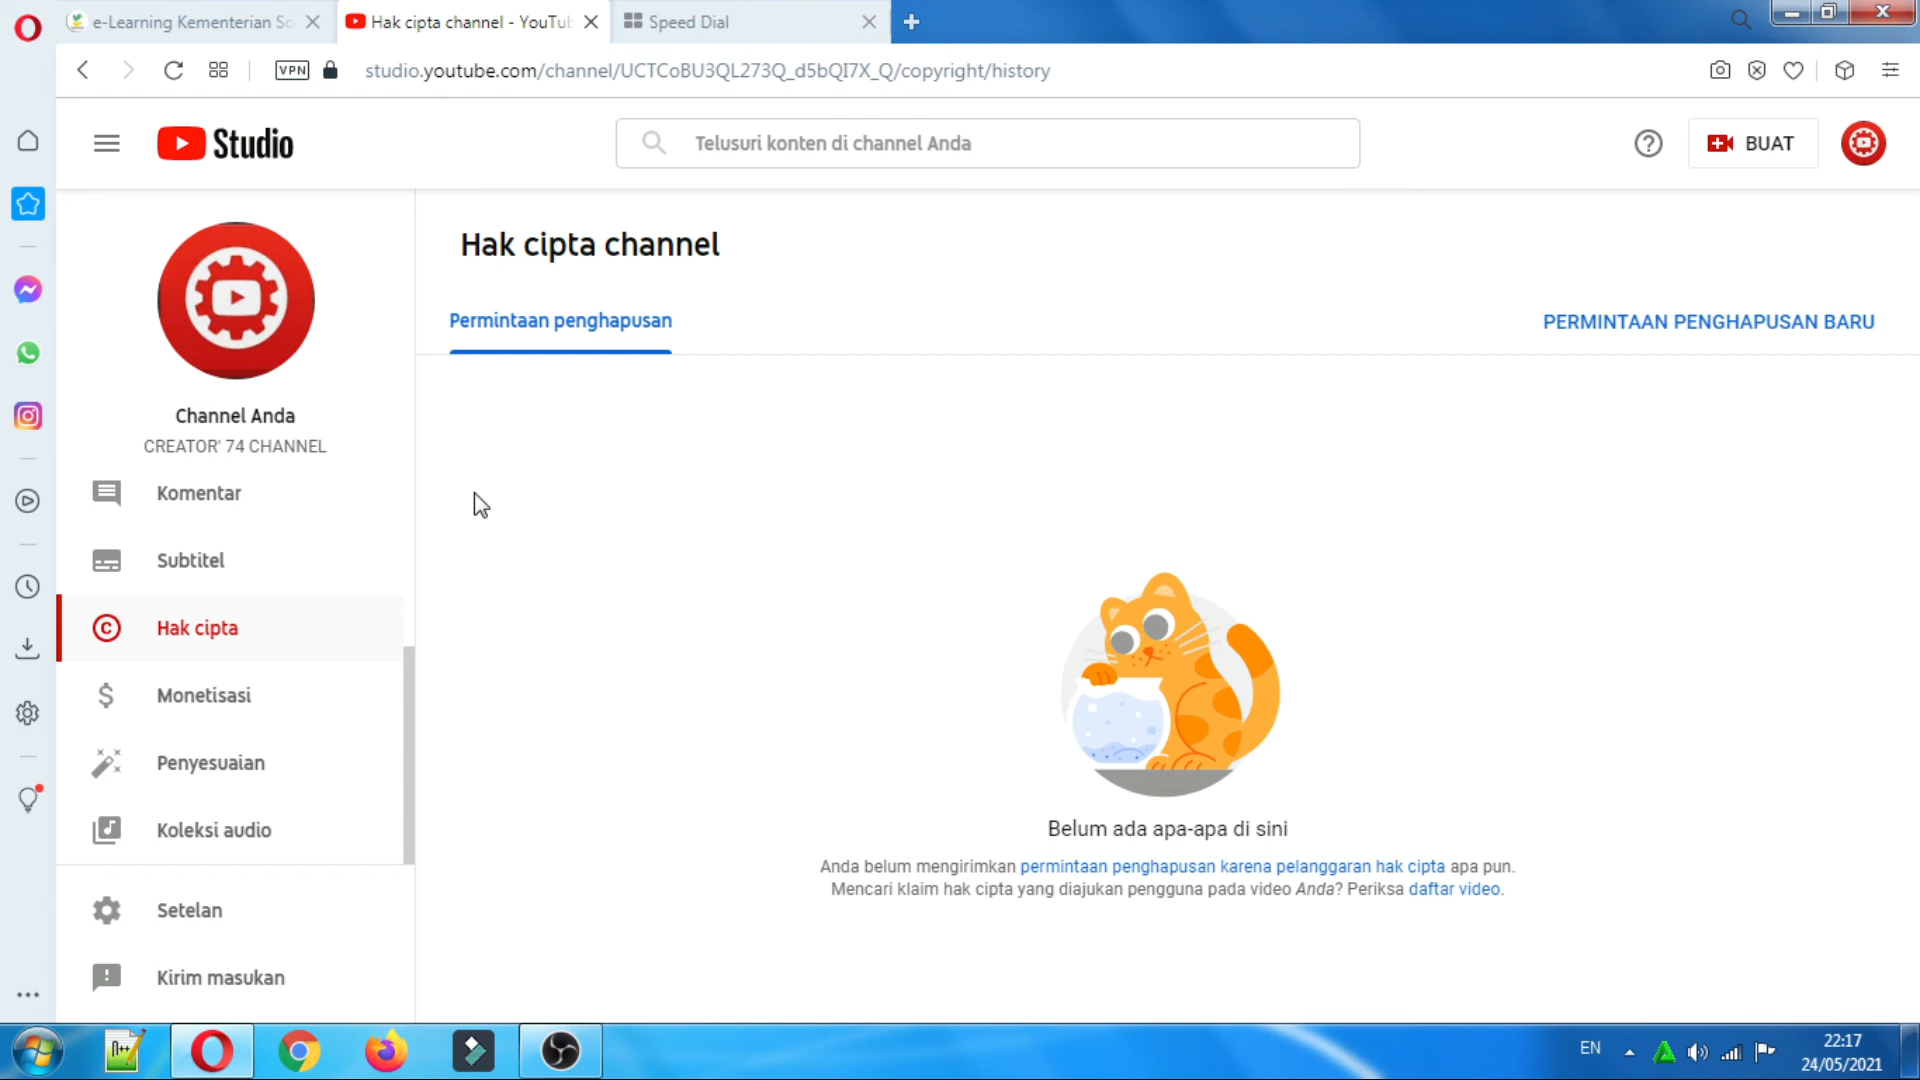 e-Learning Kementerian So
Hak cipta channel - YouTub
Speed Dial
VPN
studio.youtube.com/channel/UCTCoBU3QL273Q_d5bQI7X_Q/copyright/history
Studio
Telusuri konten di channel Anda
BUAT
Channel Anda
CREATOR' 74 CHANNEL
Komentar
Subtitel
Hak cipta
Monetisasi
Penyesuaian
Koleksi audio
Setelan
Kirim masukan
Hak cipta channel
Permintaan penghapusan
PERMINTAAN PENGHAPUSAN BARU
Belum ada apa-apa di sini
Anda belum mengirimkan permintaan penghapusan karena pelanggaran hak cipta apa pun.
Mencari klaim hak cipta yang diajukan pengguna pada video Anda? Periksa daftar video.
EN
22:17
24/05/2021